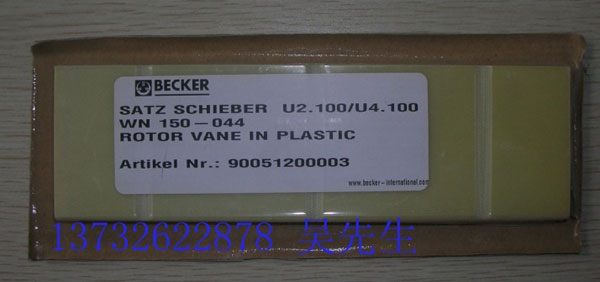 BECKER
SATZ SCHIEBER U2.100/U4.100
WN 150-044
ROTOR VANE IN PLASTIC
Artikel Nr.: 90051200003
www.becker-international.com
13732622878 吴先生